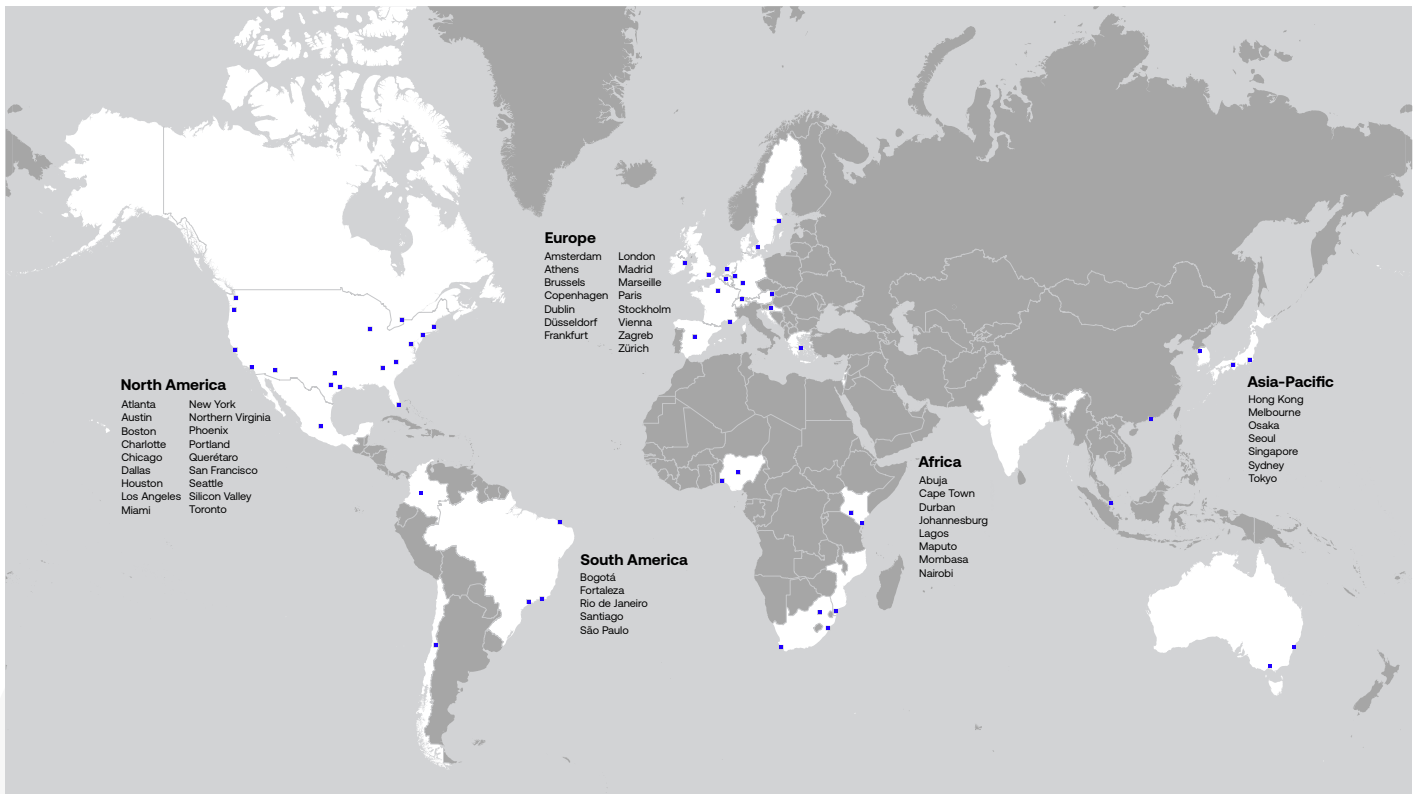 Europe
Amsterdam
Athens
Brussels
Copenhagen
Dublin
Düsseldorf
Frankfurt
London
Madrid
Marseille
Paris
Stockholm
Vienna
Zagreb
Zürich
North America
Atlanta
Austin
Boston
Charlotte
Chicago
Dallas
Houston
Los Angeles
Miami
New York
Northern Virginia
Phoenix
Portland
Querétaro
San Francisco
Seattle
Silicon Valley
Toronto
Asia-Pacific
Hong Kong
Melbourne
Osaka
Seoul
Singapore
Sydney
Tokyo
Africa
Abuja
Cape Town
Durban
Johannesburg
Lagos
Maputo
Mombasa
Nairobi
South America
Bogotá
Fortaleza
Rio de Janeiro
Santiago
São Paulo